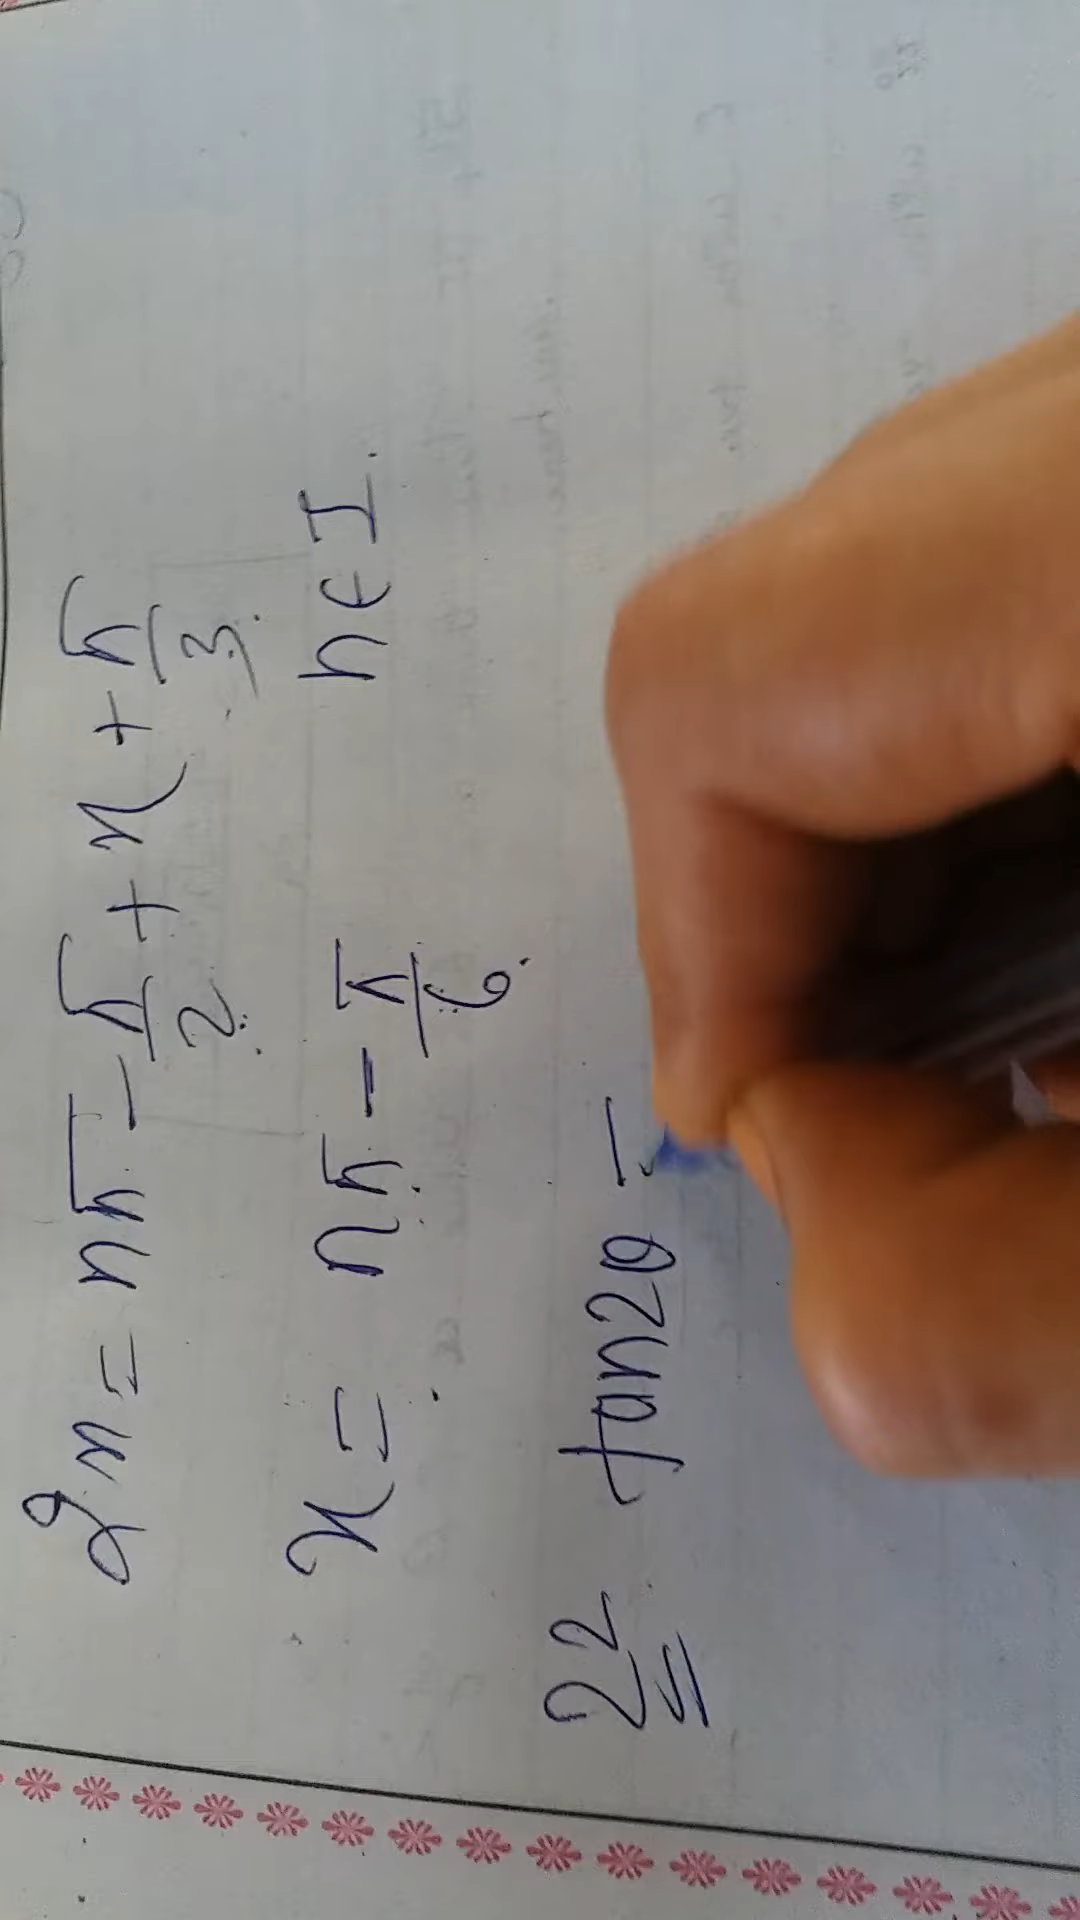 2x = nπ - π/2 + x + π/3.
x = nπ - π/6. n ∈ I.
22 tan2θ =